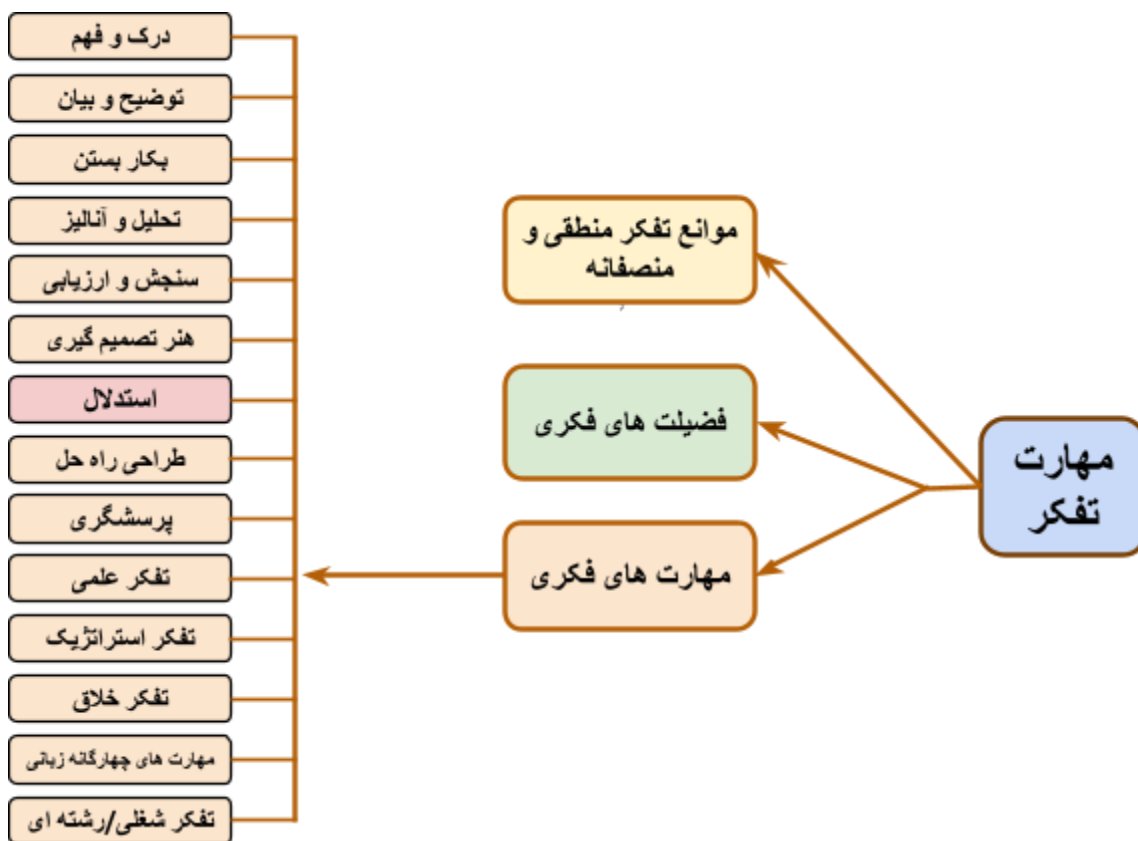 مهارت
تفکر
موانع تفکر منطقی و
منصفانه
فضیلت های فکری
مهارت های فکری
درک و فهم
توضیح و بیان
بکار بستن
تحلیل و آنالیز
سنجش و ارزیابی
هنر تصمیم گیری
استدلال
طراحی راه حل
پرسشگری
تفکر علمی
تفکر استراتژیک
تفکر خلاق
مهارت های چهارگانه زبانی
تفکر شغلی/رشته ای